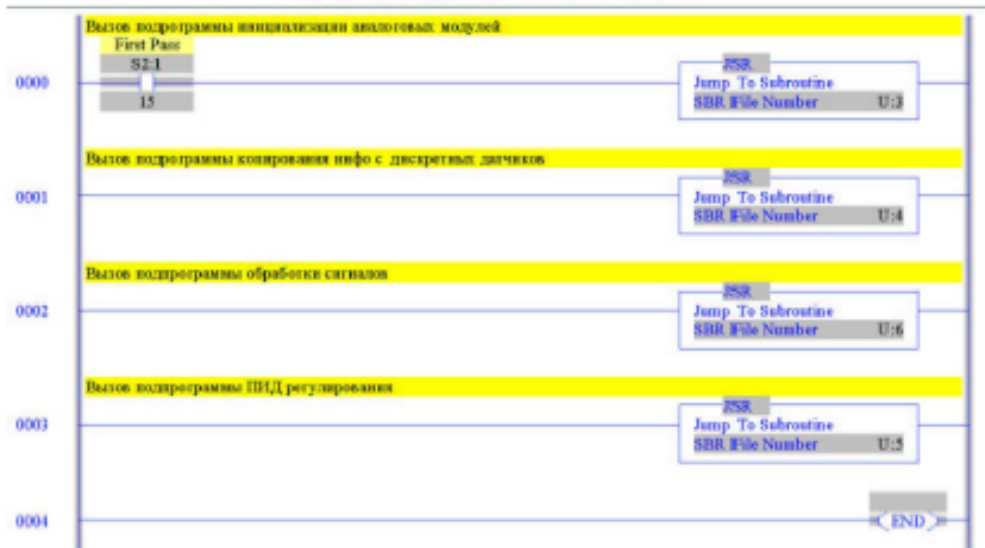 Вызов подпрограммы инициализации аналоговых модулей
First Pass
S2:1
15
0000
JSR
Jump To Subroutine
SBR File Number U:3
Вызов подпрограммы копирования инфо с дискретных датчиков
0001
JSR
Jump To Subroutine
SBR File Number U:4
Вызов подпрограммы обработки сигналов
0002
JSR
Jump To Subroutine
SBR File Number U:6
Вызов подпрограммы ПИД регулирования
0003
JSR
Jump To Subroutine
SBR File Number U:5
0004
END